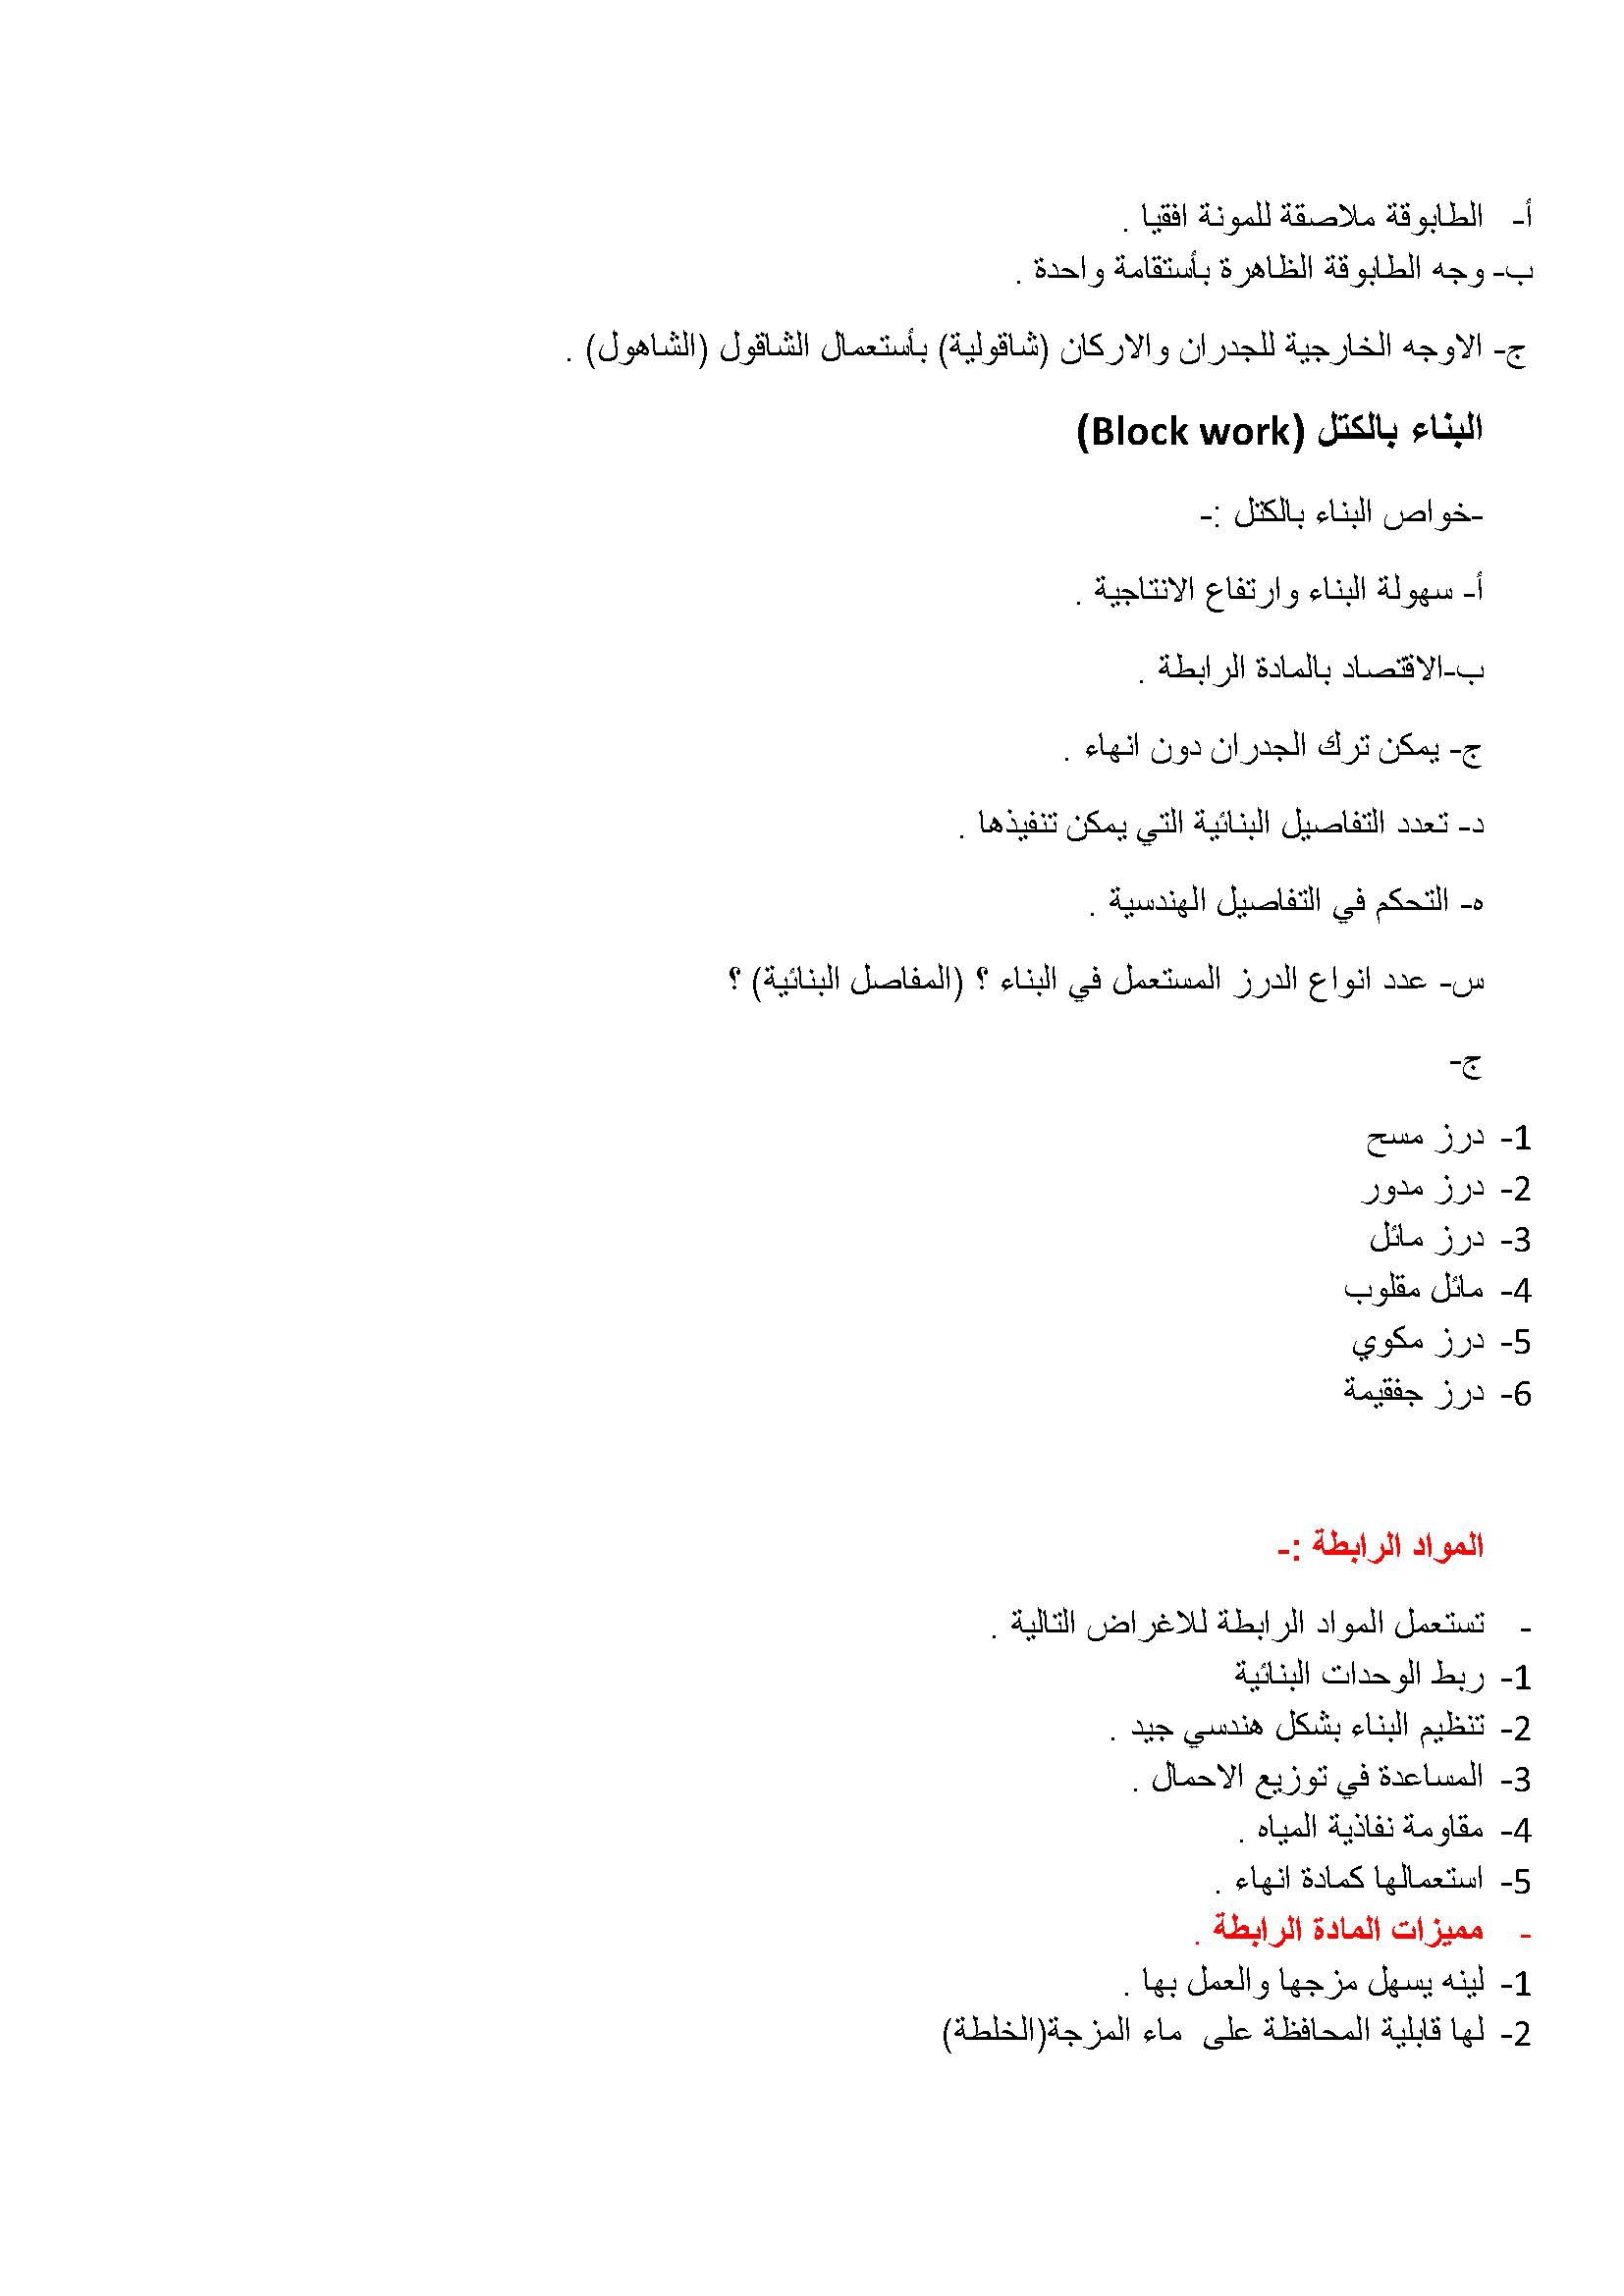 أ- الطابوقة ملاصقة للمونة افقيا .
ب- وجه الطابوقة الظاهرة بأستقامة واحدة .
ج- الاوجه الخارجية للجدران والاركان (شاقولية) بأستعمال الشاقول (الشاهول) .
البناء بالكتل (Block work)
-خواص البناء بالكتل :-
أ- سهولة البناء وارتفاع الانتاجية .
ب-الاقتصاد بالمادة الرابطة .
ج- يمكن ترك الجدران دون انهاء .
د- تعدد التفاصيل البنائية التي يمكن تنفيذها .
ه- التحكم في التفاصيل الهندسية .
س- عدد انواع الدرز المستعمل في البناء ؟ (المفاصل البنائية) ؟
ج-
1- درز مسح
2- درز مدور
3- درز مائل
4- مائل مقلوب
5- درز مكوي
6- درز جفقيمة
المواد الرابطة :-
- تستعمل المواد الرابطة للاغراض التالية .
1- ربط الوحدات البنائية
2- تنظيم البناء بشكل هندسي جيد .
3- المساعدة في توزيع الاحمال .
4- مقاومة نفاذية المياه .
5- استعمالها كمادة انهاء .
- مميزات المادة الرابطة .
1- لينه يسهل مزجها والعمل بها .
2- لها قابلية المحافظة على ماء المزجة(الخلطة)